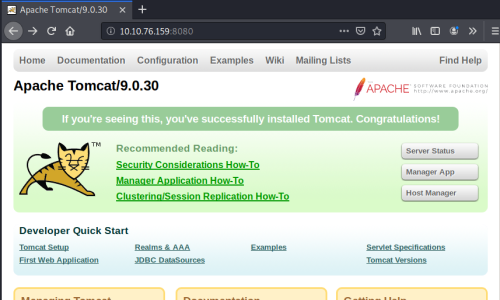 Apache Tomcat/9.0.30
10.10.76.159:8080
Home Documentation Configuration Examples Wiki Mailing Lists Find Help
Apache Tomcat/9.0.30
APACHE SOFTWARE FOUNDATION
http://www.apache.org/
If you're seeing this, you've successfully installed Tomcat. Congratulations!
TM
Recommended Reading:
Security Considerations How-To
Manager Application How-To
Clustering/Session Replication How-To
Server Status
Manager App
Host Manager
Developer Quick Start
Tomcat Setup Realms & AAA Examples Servlet Specifications
First Web Application JDBC DataSources Tomcat Versions
Managing Tomcat Documentation Getting Help